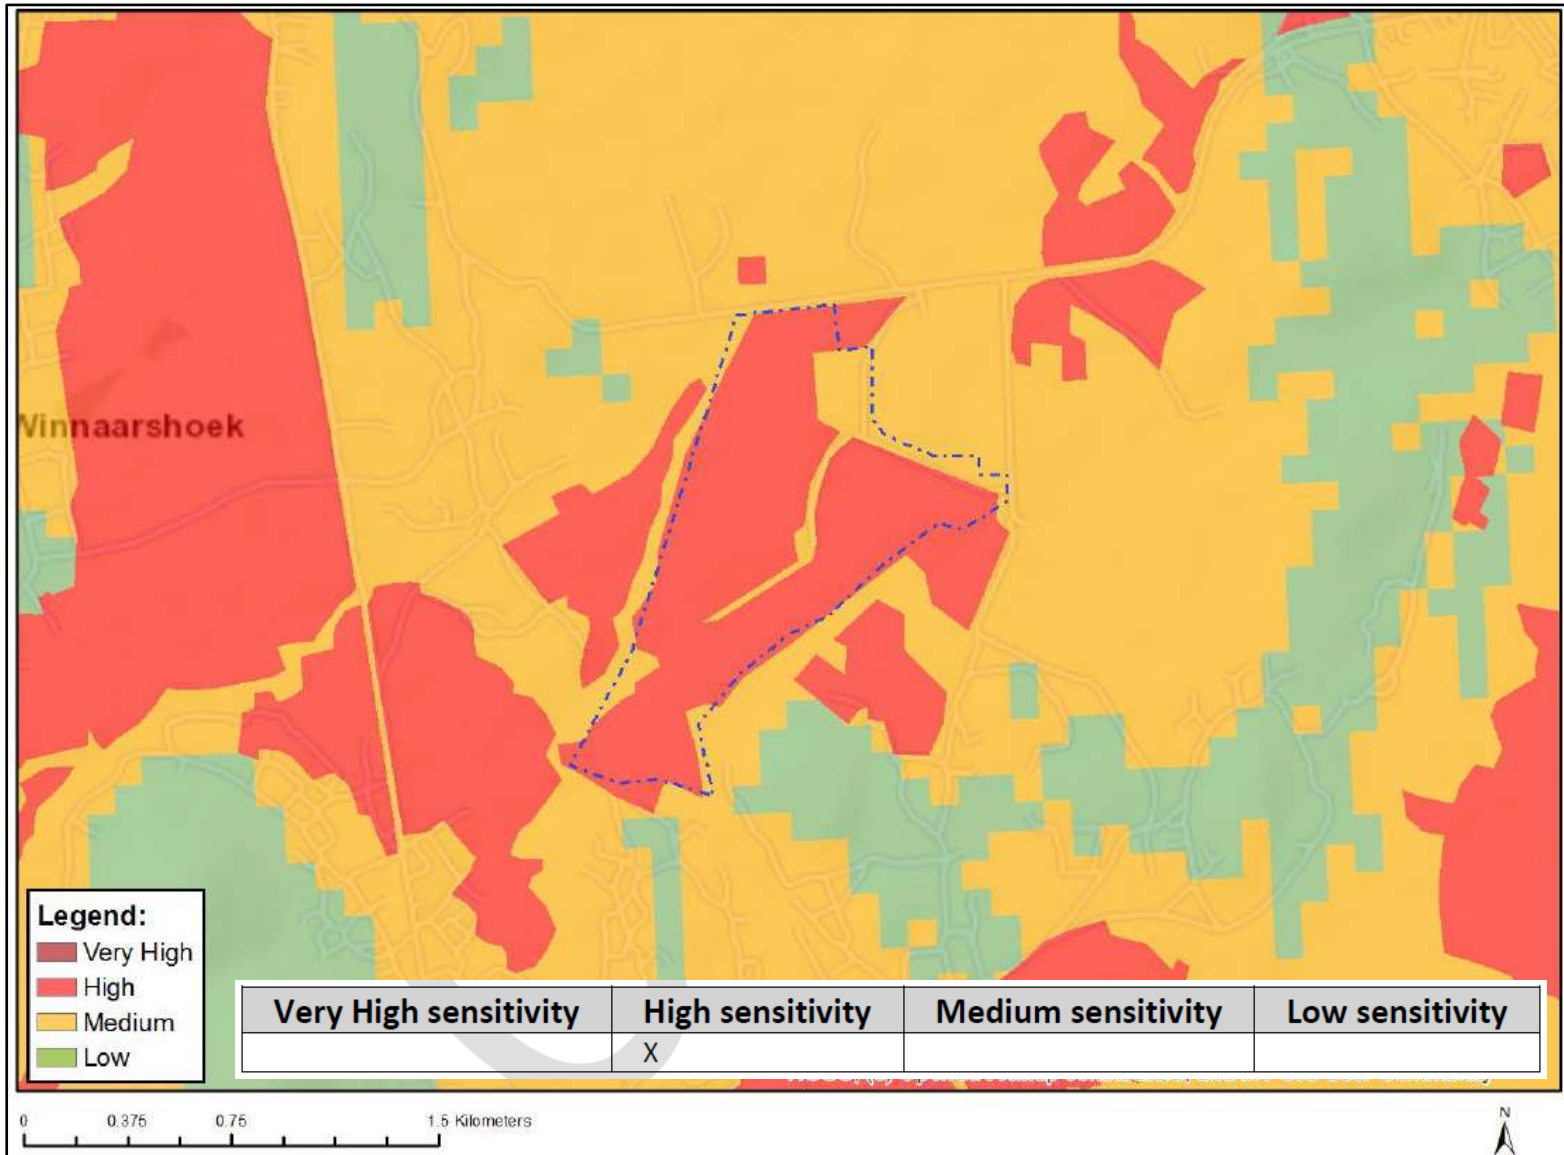 Winnaarshoek
Legend:
Very High
High
Medium
Low
Very High sensitivity High sensitivity Medium sensitivity Low sensitivity
X
0 0.375 0.75 1.5 Kilometers
N